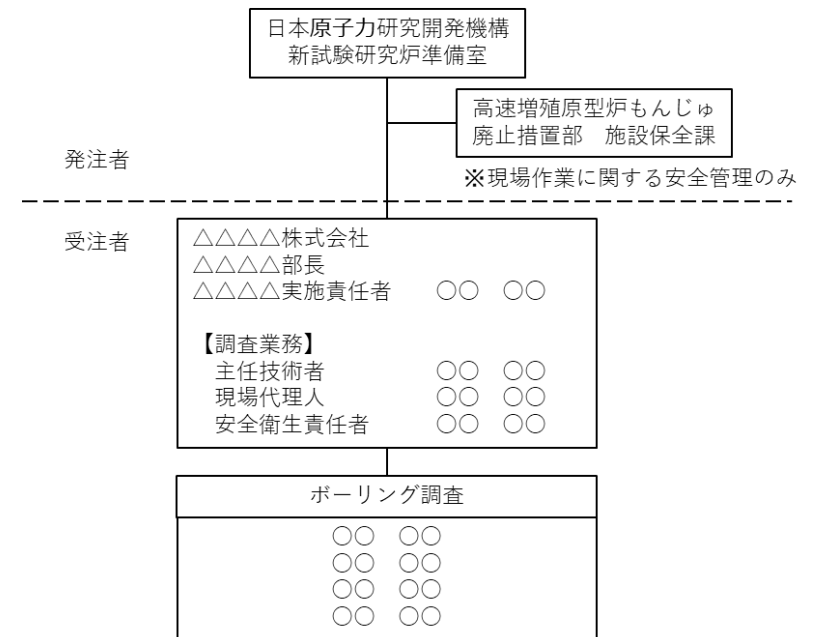 日本原子力研究開発機構
新試験研究炉準備室
高速増殖原型炉もんじゅ
廃止措置部　施設保全課
発注者
※現場作業に関する安全管理のみ
受注者
△△△△株式会社
△△△△部長
△△△△実施責任者　○○　○○
【調査業務】
主任技術者　○○　○○
現場代理人　○○　○○
安全衛生責任者　○○　○○
ボーリング調査
○○　○○
○○　○○
○○　○○
○○　○○